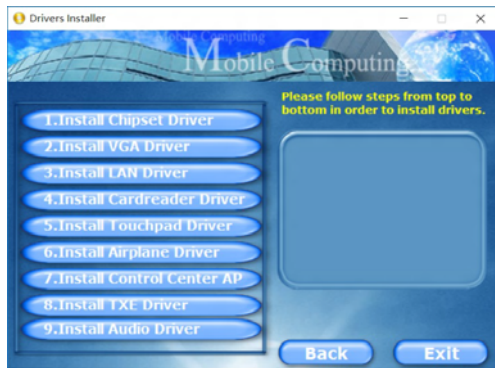 Drivers Installer
Mobile Computing
Mobile Computing
Please follow steps from top to
bottom in order to install drivers.
1.Install Chipset Driver
2.Install VGA Driver
3.Install LAN Driver
4.Install Cardreader Driver
5.Install Touchpad Driver
6.Install Airplane Driver
7.Install Control Center AP
8.Install TXE Driver
9.Install Audio Driver
Back
Exit